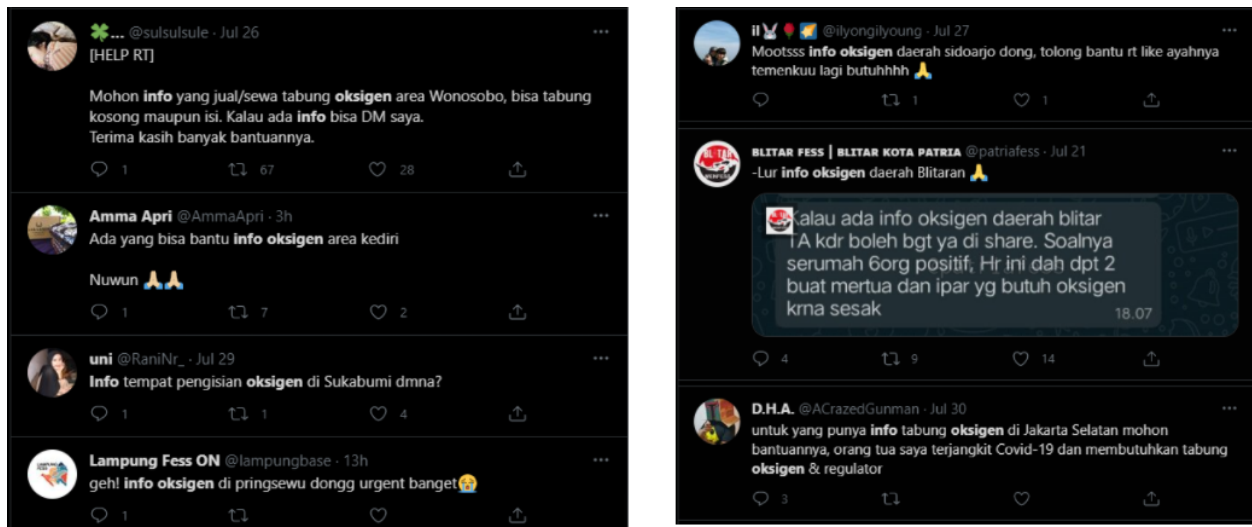 ... @sulsulsule · Jul 26
[HELP RT]
Mohon info yang jual/sewa tabung oksigen area Wonosobo, bisa tabung
kosong maupun isi. Kalau ada info bisa DM saya.
Terima kasih banyak bantuannya.
1 67 28
Amma Apri @AmmaApri · 3h
Ada yang bisa bantu info oksigen area kediri
Nuwun 🙏🙏
1 7 2
uni @RaniNr_ · Jul 29
Info tempat pengisian oksigen di Sukabumi dmna?
1 1 4
Lampung Fess ON @lampungbase · 13h
geh! info oksigen di pringsewu dongg urgent banget😭
1
il @ilyongilyoung · Jul 27
Mootsss info oksigen daerah sidoarjo dong, tolong bantu rt like ayahnya
temenkuu lagi butuhhhh 🙏
1 1
BLITAR FESS | BLITAR KOTA PATRIA @patriafess · Jul 21
-Lur info oksigen daerah Blitaran 🙏
Kalau ada info oksigen daerah blitar
TA kdr boleh bgt ya di share. Soalnya
serumah 6org positif. Hr ini dah dpt 2
buat mertua dan ipar yg butuh oksigen
krna sesak
18.07
4 9 14
D.H.A. @ACrazedGunman · Jul 30
untuk yang punya info tabung oksigen di Jakarta Selatan mohon
bantuannya, orang tua saya terjangkit Covid-19 dan membutuhkan tabung
oksigen & regulator
3